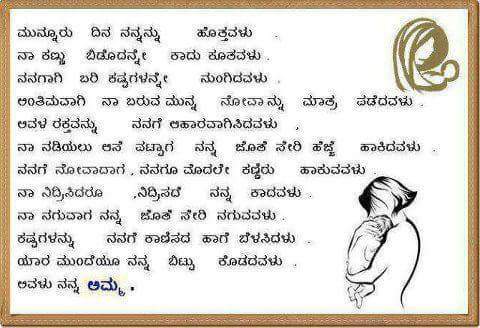 ಮುನ್ನೂರು ದಿನ ನನ್ನನ್ನು ಹೊತ್ತವಳು .
ನಾ ಕಣ್ಣು ಬಿಡೊದನ್ನೇ ಕಾದು ಕೂತವಳು .
ನನಗಾಗಿ ಬರಿ ಕಷ್ಟಗಳನ್ನೇ ನುಂಗಿದವಳು .
ಅಂತಿಮವಾಗಿ ನಾ ಬರುವ ಮುನ್ನ ನೋವಾನ್ನು ಮಾತ್ರ ಪಡೆದವಳು .
ಅವಳ ರಕ್ತವನ್ನು ನನಗೆ ಆಹಾರವಾಗಿಸಿದವಳು ,
ನಾ ನಡಿಯಲು ಆಸೆ ಪಟ್ಟಾಗ ನನ್ನ ಜೊತೆ ಸೇರಿ ಹೆಜ್ಜೆ ಹಾಕಿದವಳು .
ನನಗೆ ನೋವಾದಾಗ , ನನಗೂ ಮೊದಲೇ ಕಣ್ಣೀರು ಹಾಕುವವಳು .
ನಾ ನಿದ್ರಿಸಿದರೂ ,ನಿದ್ರಿಸದೆ ನನ್ನ ಕಾದವಳು .
ನಾ ನಗುವಾಗ ನನ್ನ ಜೊತೆ ಸೇರಿ ನಗುವವಳು .
ಕಷ್ಟಗಳನ್ನು ನನಗೆ ಕಾಣಿಸದ ಹಾಗೆ ಬೆಳಸಿದಳು .
ಯಾರ ಮುಂದೆಯೂ ನನ್ನ ಬಿಟ್ಟು ಕೊಡದವಳು .
ಅವಳು ನನ್ನ ಅಮ್ಮ .